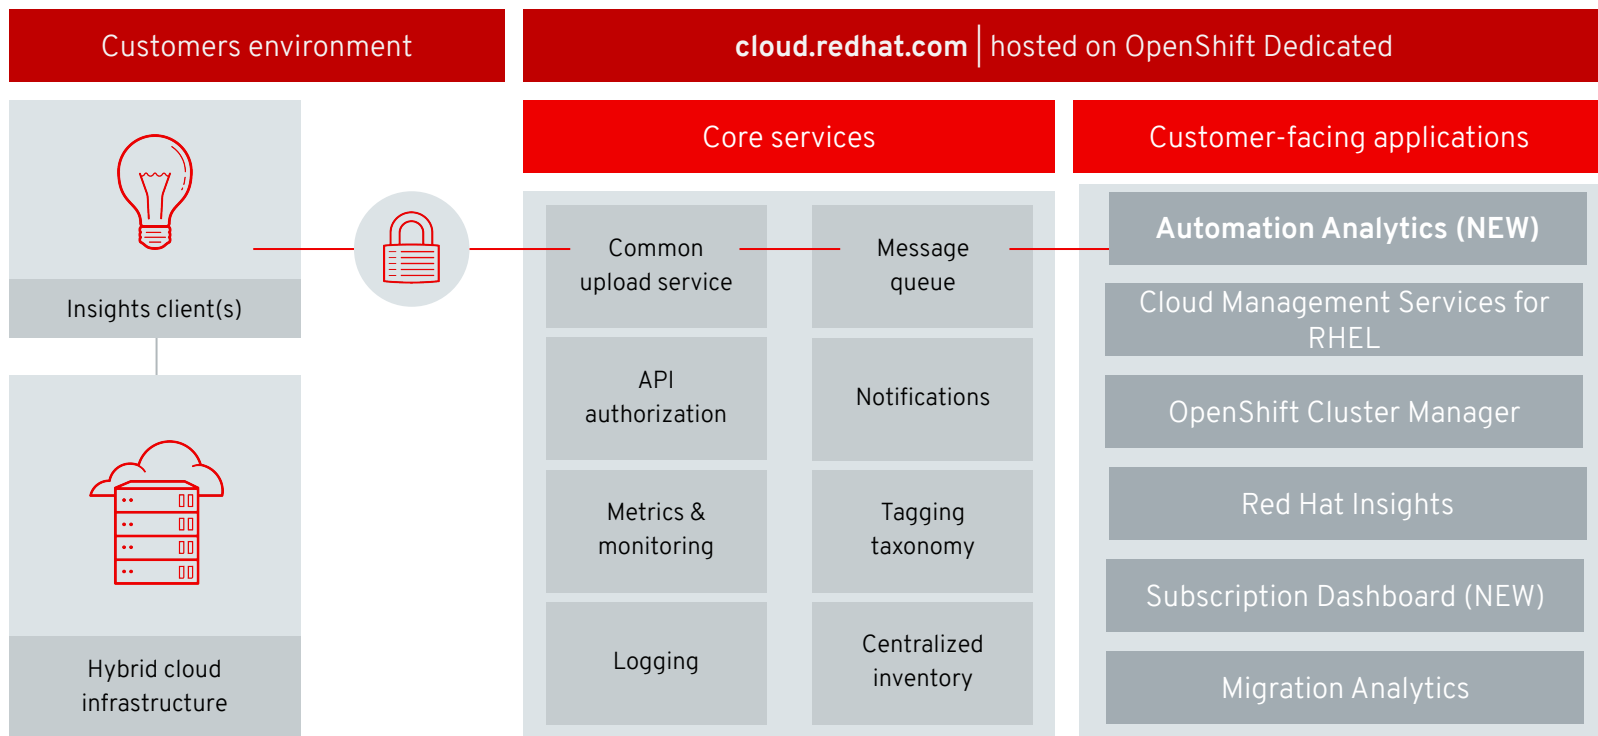 Customers environment
cloud.redhat.com | hosted on OpenShift Dedicated
Core services
Customer-facing applications
Insights client(s)
Hybrid cloud
infrastructure
Common
upload service
Message
queue
API
authorization
Notifications
Metrics &
monitoring
Tagging
taxonomy
Logging
Centralized
inventory
Automation Analytics (NEW)
Cloud Management Services for
RHEL
OpenShift Cluster Manager
Red Hat Insights
Subscription Dashboard (NEW)
Migration Analytics